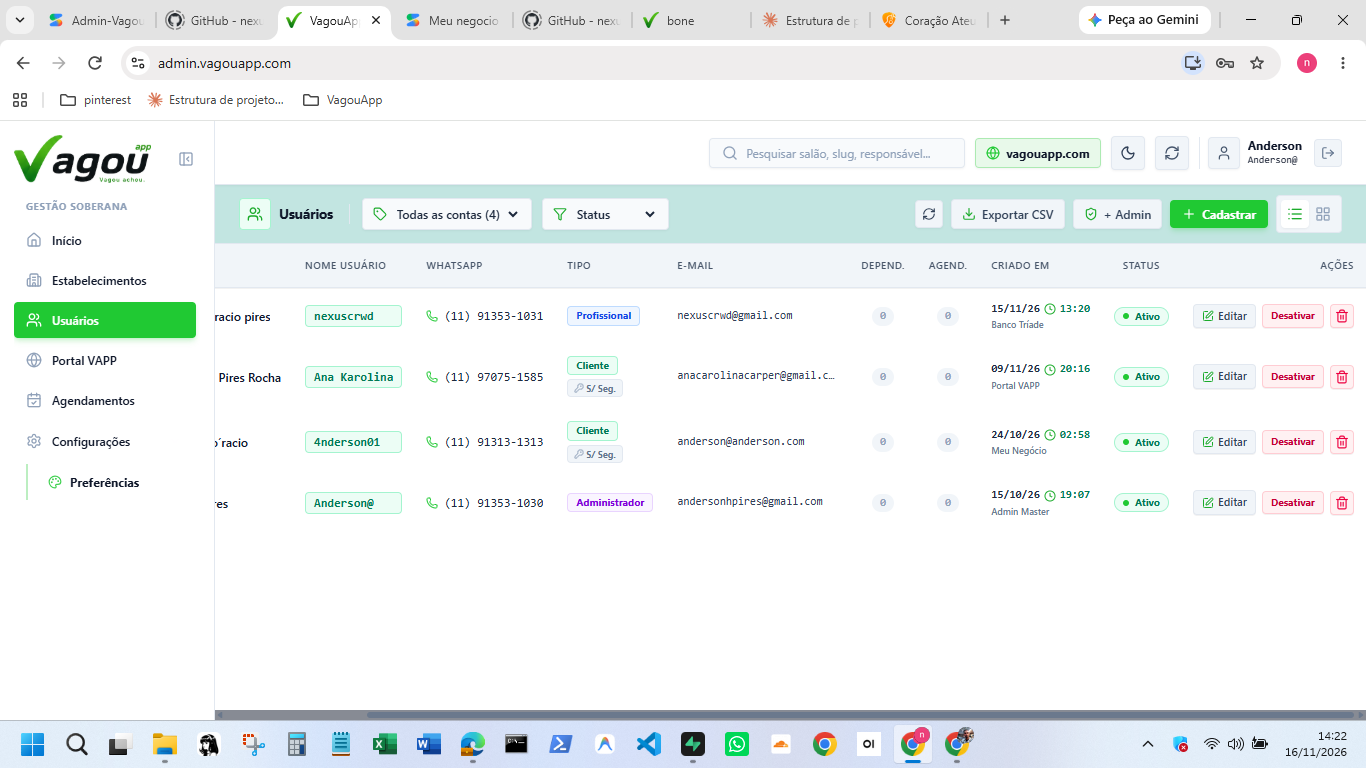 Admin-Vagou
GitHub - nexu
VagouApp
Meu negocio
GitHub - nexu
bone
Estrutura de p
Coração Ateu
Peça ao Gemini
admin.vagouapp.com
n
pinterest
Estrutura de projeto...
VagouApp
Vagou app
Vagou achou.
GESTÃO SOBERANA
Início
Estabelecimentos
Usuários
Portal VAPP
Agendamentos
Configurações
Preferências
Pesquisar salão, slug, responsável...
vagouapp.com
Anderson
Anderson@
Usuários
Todas as contas (4)
Status
Exportar CSV
+ Admin
+ Cadastrar
NOME USUÁRIO WHATSAPP TIPO E-MAIL DEPEND. AGEND. CRIADO EM STATUS AÇÕES
racio pires nexuscrwd (11) 91353-1031 Profissional nexuscrwd@gmail.com 0 0 15/11/26 13:20 Ativo Editar Desativar
Banco Tríade
Pires Rocha Ana Karolina (11) 97075-1585 Cliente anacarolinacarper@gmail.c… 0 0 09/11/26 20:16 Ativo Editar Desativar
S/ Seg. Portal VAPP
o´racio 4nderson01 (11) 91313-1313 Cliente anderson@anderson.com 0 0 24/10/26 02:58 Ativo Editar Desativar
S/ Seg. Meu Negócio
res Anderson@ (11) 91353-1030 Administrador andersonhpires@gmail.com 0 0 15/10/26 19:07 Ativo Editar Desativar
Admin Master
OI
n
14:22
16/11/2026